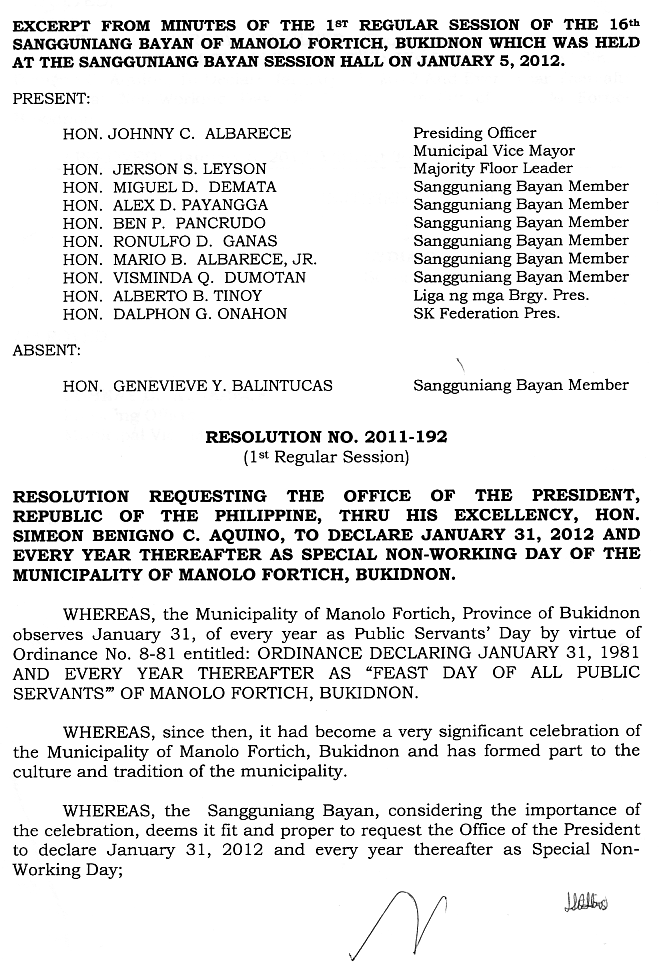 EXCERPT FROM MINUTES OF THE 1ST REGULAR SESSION OF THE 16th
SANGGUNIANG BAYAN OF MANOLO FORTICH, BUKIDNON WHICH WAS HELD
AT THE SANGGUNIANG BAYAN SESSION HALL ON JANUARY 5, 2012.
PRESENT:
HON. JOHNNY C. ALBARECE Presiding Officer
Municipal Vice Mayor
HON. JERSON S. LEYSON Majority Floor Leader
HON. MIGUEL D. DEMATA Sangguniang Bayan Member
HON. ALEX D. PAYANGGA Sangguniang Bayan Member
HON. BEN P. PANCRUDO Sangguniang Bayan Member
HON. RONULFO D. GANAS Sangguniang Bayan Member
HON. MARIO B. ALBARECE, JR. Sangguniang Bayan Member
HON. VISMINDA Q. DUMOTAN Sangguniang Bayan Member
HON. ALBERTO B. TINOY Liga ng mga Brgy. Pres.
HON. DALPHON G. ONAHON SK Federation Pres.
ABSENT:
HON. GENEVIEVE Y. BALINTUCAS Sangguniang Bayan Member
RESOLUTION NO. 2011-192
(1st Regular Session)
RESOLUTION REQUESTING THE OFFICE OF THE PRESIDENT,
REPUBLIC OF THE PHILIPPINE, THRU HIS EXCELLENCY, HON.
SIMEON BENIGNO C. AQUINO, TO DECLARE JANUARY 31, 2012 AND
EVERY YEAR THEREAFTER AS SPECIAL NON-WORKING DAY OF THE
MUNICIPALITY OF MANOLO FORTICH, BUKIDNON.
WHEREAS, the Municipality of Manolo Fortich, Province of Bukidnon
observes January 31, of every year as Public Servants' Day by virtue of
Ordinance No. 8-81 entitled: ORDINANCE DECLARING JANUARY 31, 1981
AND EVERY YEAR THEREAFTER AS "FEAST DAY OF ALL PUBLIC
SERVANTS" OF MANOLO FORTICH, BUKIDNON.
WHEREAS, since then, it had become a very significant celebration of
the Municipality of Manolo Fortich, Bukidnon and has formed part to the
culture and tradition of the municipality.
WHEREAS, the Sangguniang Bayan, considering the importance of
the celebration, deems it fit and proper to request the Office of the President
to declare January 31, 2012 and every year thereafter as Special Non-
Working Day;